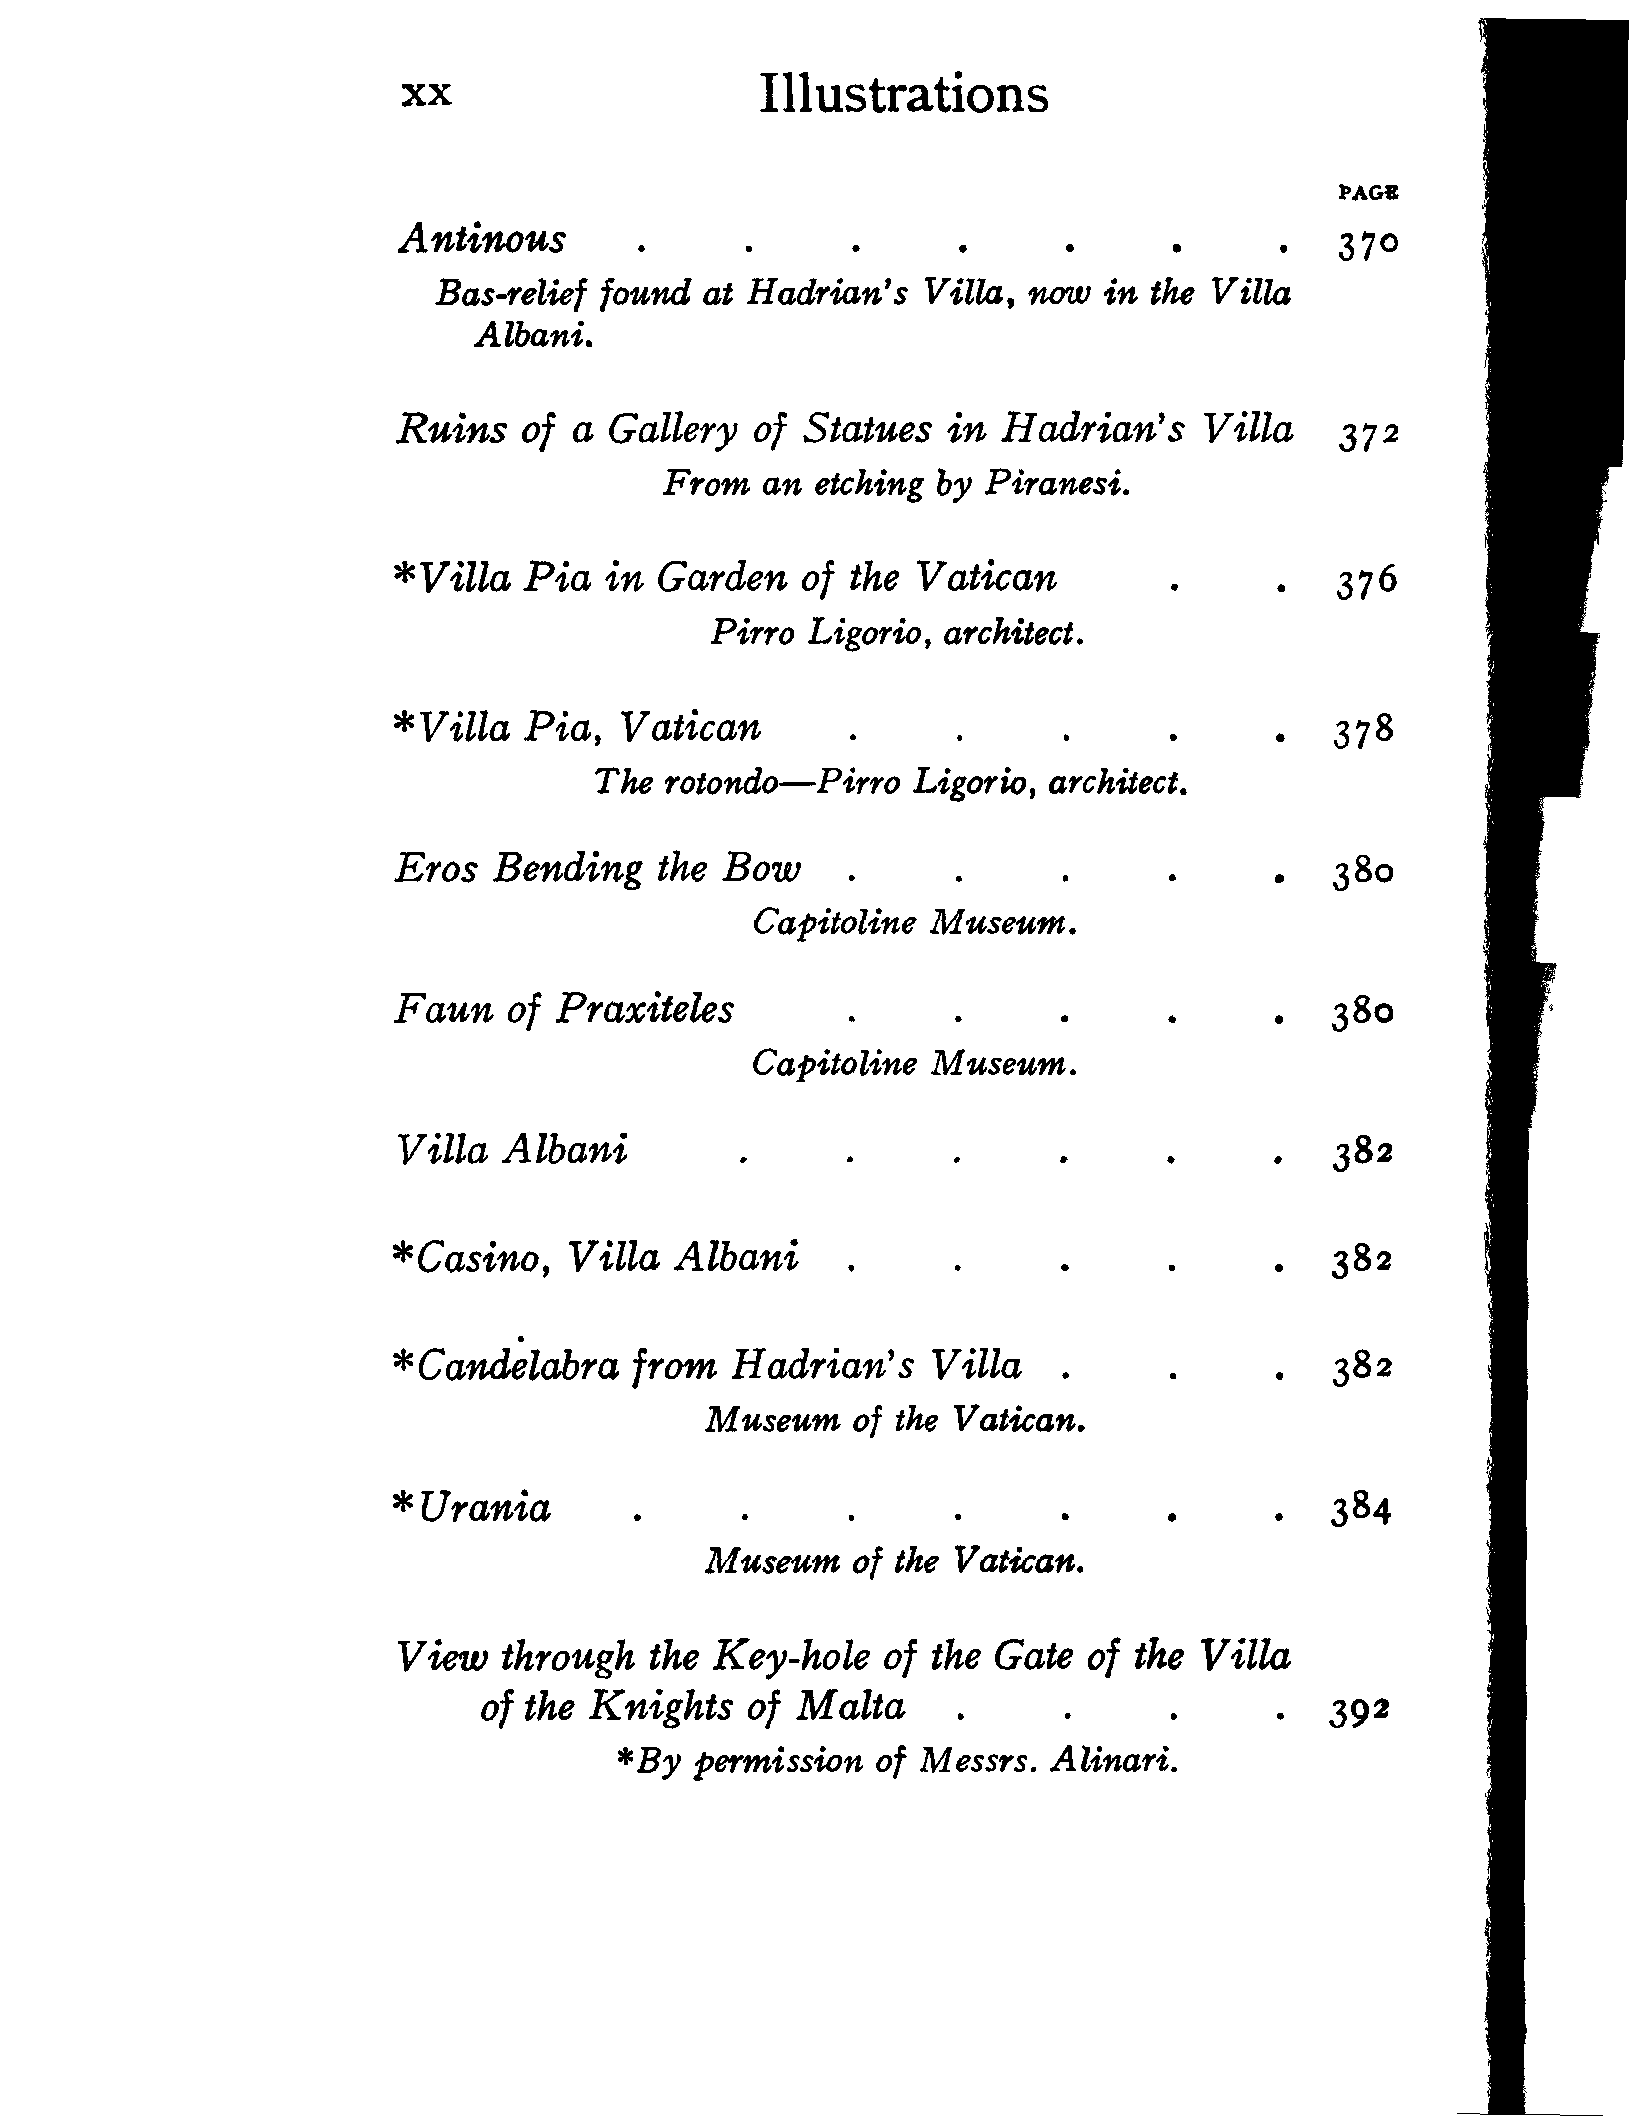 xx Illustrations
PAGE
Antinous . . . . . . . 370
Bas-relief found at Hadrian's Villa, now in the Villa
Albani.
Ruins of a Gallery of Statues in Hadrian's Villa 372
From an etching by Piranesi.
*Villa Pia in Garden of the Vatican . . 376
Pirro Ligorio, architect.
*Villa Pia, Vatican . . . . . 378
The rotondo—Pirro Ligorio, architect.
Eros Bending the Bow . . . . . 380
Capitoline Museum.
Faun of Praxiteles . . . . . 380
Capitoline Museum.
Villa Albani . . . . . . 382
*Casino, Villa Albani . . . . . 382
*Candelabra from Hadrian's Villa . . . 382
Museum of the Vatican.
*Urania . . . . . . . 384
Museum of the Vatican.
View through the Key-hole of the Gate of the Villa
of the Knights of Malta . . . . 392
*By permission of Messrs. Alinari.